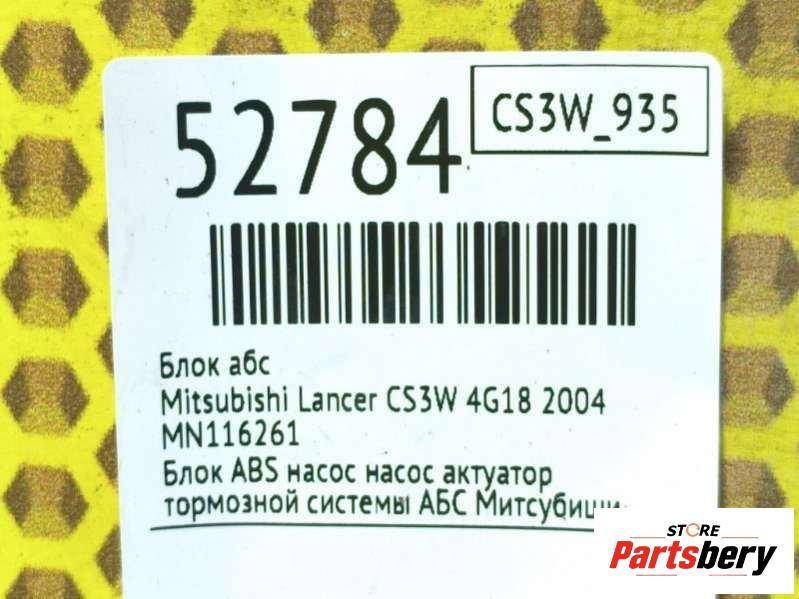 52784
CS3W_935
Блок абс
Mitsubishi Lancer CS3W 4G18 2004
MN116261
Блок ABS насос насос актуатор
тормозной системы АБС Митсубиши
STORE
Partsbery